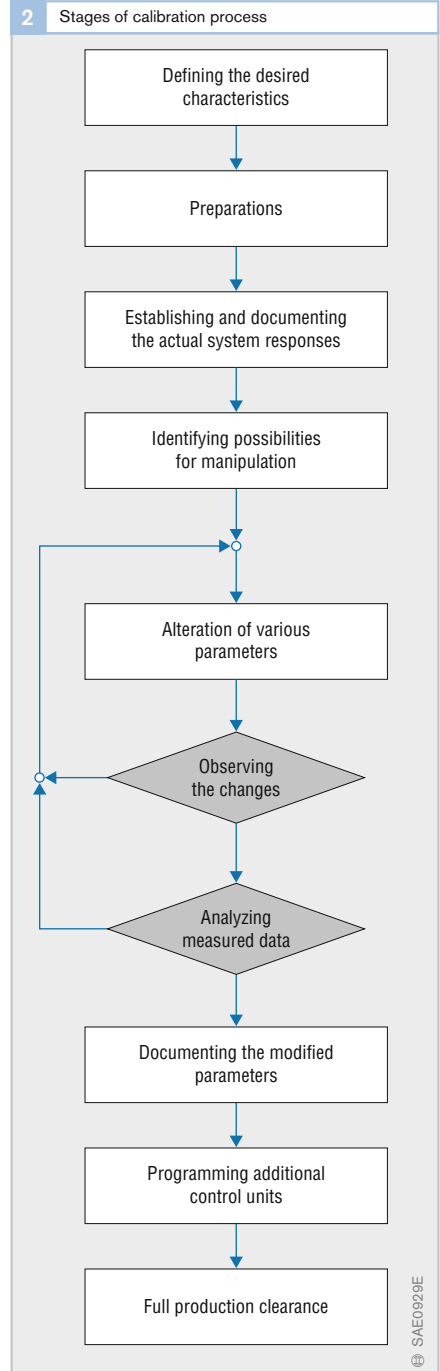 2 Stages of calibration process
Defining the desired
characteristics
Preparations
Establishing and documenting
the actual system responses
Identifying possibilities
for manipulation
Alteration of various
parameters
Observing
the changes
Analyzing
measured data
Documenting the modified
parameters
Programming additional
control units
Full production clearance
SAE0929E